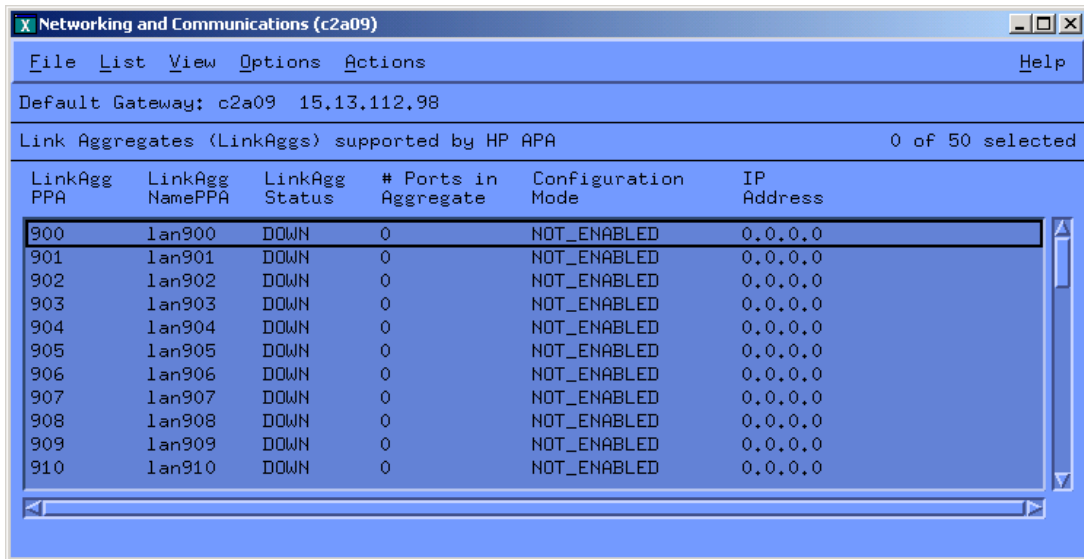 X Networking and Communications (c2a09)
File List View Options Actions Help
Default Gateway: c2a09 15.13.112.98
Link Aggregates (LinkAggs) supported by HP APA 0 of 50 selected
LinkAgg LinkAgg LinkAgg # Ports in Configuration IP
PPA NamePPA Status Aggregate Mode Address
900 lan900 DOWN 0 NOT_ENABLED 0.0.0.0
901 lan901 DOWN 0 NOT_ENABLED 0.0.0.0
902 lan902 DOWN 0 NOT_ENABLED 0.0.0.0
903 lan903 DOWN 0 NOT_ENABLED 0.0.0.0
904 lan904 DOWN 0 NOT_ENABLED 0.0.0.0
905 lan905 DOWN 0 NOT_ENABLED 0.0.0.0
906 lan906 DOWN 0 NOT_ENABLED 0.0.0.0
907 lan907 DOWN 0 NOT_ENABLED 0.0.0.0
908 lan908 DOWN 0 NOT_ENABLED 0.0.0.0
909 lan909 DOWN 0 NOT_ENABLED 0.0.0.0
910 lan910 DOWN 0 NOT_ENABLED 0.0.0.0